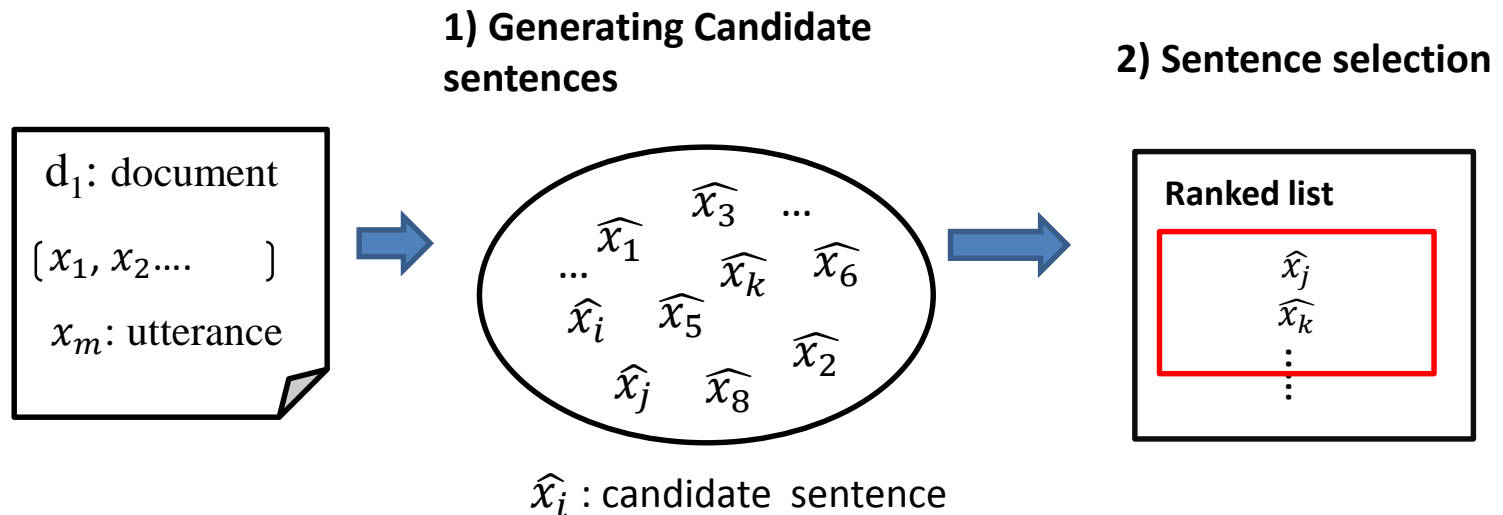 1) Generating Candidate
sentences
2) Sentence selection
d₁: document
[x₁, x₂.... ]
xₘ: utterance
x̂₃ ...
x̂₁
... x̂ₖ x̂₆
x̂ᵢ x̂₅
x̂₂
x̂ⱼ x̂₈
x̂ᵢ : candidate sentence
Ranked list
x̂ⱼ
x̂ₖ
⋮